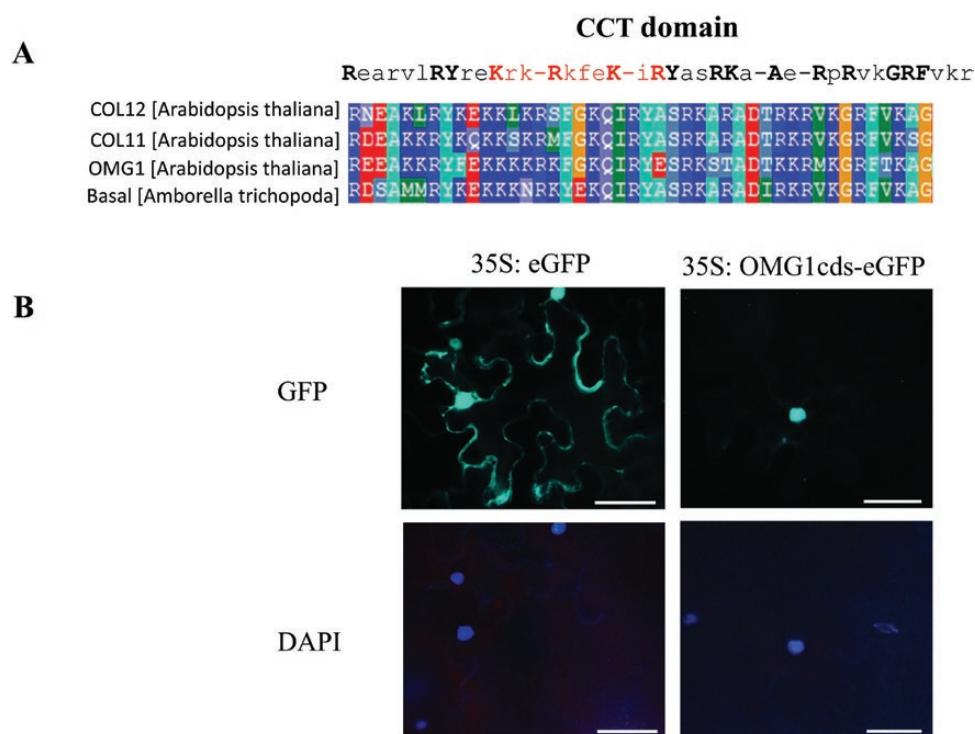 CCT domain
A
RearvlRYreKrk-RkfeK-iRYasRKa-Ae-RpRvkGRFvkr
COL12 [Arabidopsis thaliana] RNEAKLRYKEKKLKRSFGKQIRYASRKARADTRKRVKGRFVKAG
COL11 [Arabidopsis thaliana] RDEAKKRYKQKKSKRMFGKQIRYASRKARADTRKRVKGRFVKSG
OMG1 [Arabidopsis thaliana] REEAKKRYFEKKKKRKFGKQIRYESRKSTADTKKRMKGRFTKAG
Basal [Amborella trichopoda] RDSAMMRYKEKKKNRKYEKQIRYASRKARADIRKRVKGRFVKAG
B
35S: eGFP 35S: OMG1cds-eGFP
GFP
DAPI